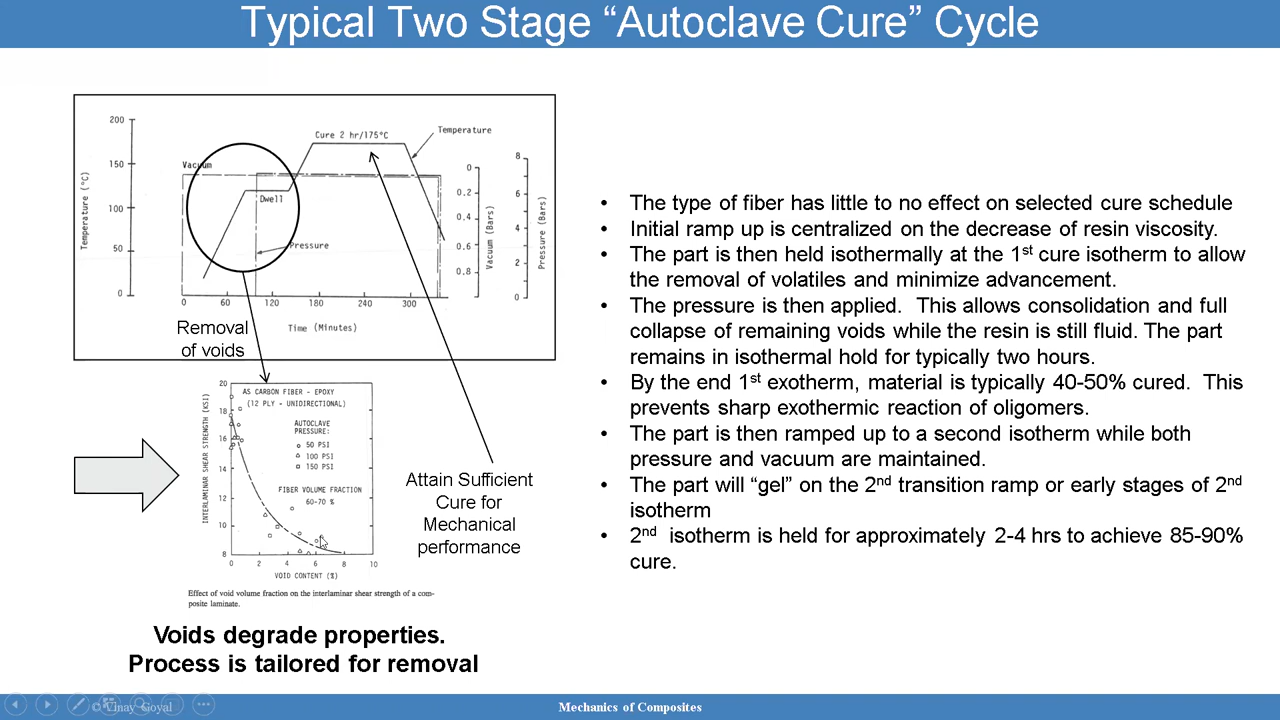 Typical Two Stage “Autoclave Cure” Cycle
200
150
100
50
0
Temperature (°C)
Vacuum
Cure 2 hr/175°C
Temperature
Dwell
Pressure
0
0.2
0.4
0.6
0.8
Vacuum (Bars)
8
6
4
2
0
Pressure (Bars)
0 60 120 180 240 300
Time (Minutes)
Removal
of voids
20
18
16
14
12
10
8
INTERLAMINAR SHEAR STRENGTH (KSI)
AS CARBON FIBER - EPOXY
(12 PLY - UNIDIRECTIONAL)
AUTOCLAVE
PRESSURE:
50 PSI
100 PSI
150 PSI
FIBER VOLUME FRACTION
60-70 %
0 2 4 6 8 10
VOID CONTENT (%)
Effect of void volume fraction on the interlaminar shear strength of a com-
posite laminate.
Attain Sufficient
Cure for
Mechanical
performance
Voids degrade properties.
Process is tailored for removal
• The type of fiber has little to no effect on selected cure schedule
• Initial ramp up is centralized on the decrease of resin viscosity.
• The part is then held isothermally at the 1st cure isotherm to allow
the removal of volatiles and minimize advancement.
• The pressure is then applied. This allows consolidation and full
collapse of remaining voids while the resin is still fluid. The part
remains in isothermal hold for typically two hours.
• By the end 1st exotherm, material is typically 40-50% cured. This
prevents sharp exothermic reaction of oligomers.
• The part is then ramped up to a second isotherm while both
pressure and vacuum are maintained.
• The part will “gel” on the 2nd transition ramp or early stages of 2nd
isotherm
• 2nd isotherm is held for approximately 2-4 hrs to achieve 85-90%
cure.
© Vinay Goyal
Mechanics of Composites